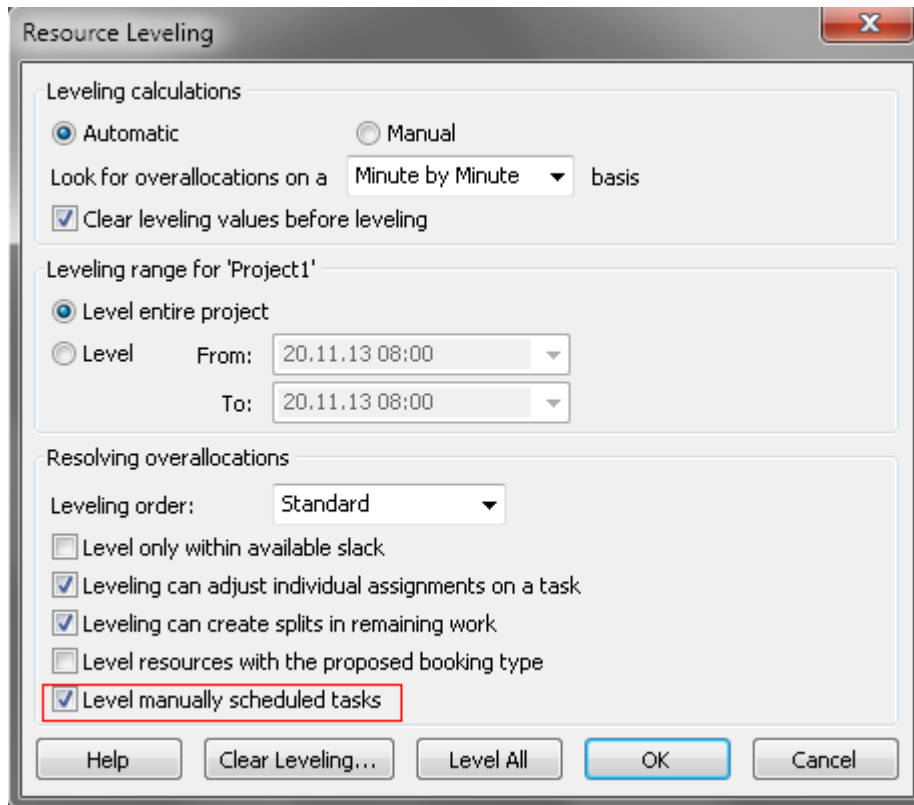 Resource Leveling
Leveling calculations
Automatic Manual
Look for overallocations on a Minute by Minute basis
Clear leveling values before leveling
Leveling range for 'Project1'
Level entire project
Level From: 20.11.13 08:00
To: 20.11.13 08:00
Resolving overallocations
Leveling order: Standard
Level only within available slack
Leveling can adjust individual assignments on a task
Leveling can create splits in remaining work
Level resources with the proposed booking type
Level manually scheduled tasks
Help Clear Leveling... Level All OK Cancel